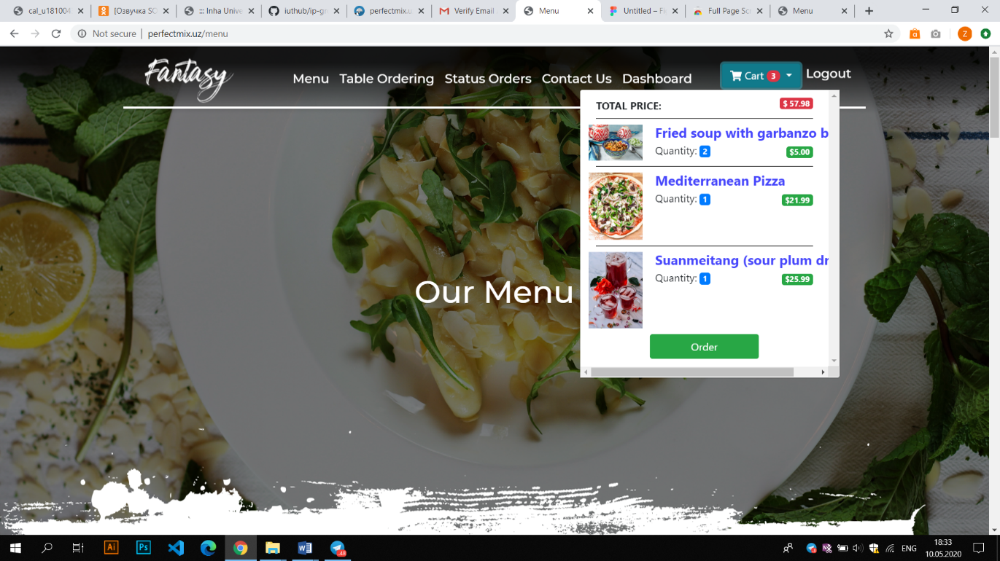 cal_u181004
[Озвучка SO
::: Inha Unive
iuthub/ip-gr
perfectmix.u
Verify Email
Menu
Untitled – Fi
Full Page Scr
Menu
Not secure | perfectmix.uz/menu
Z
Fantasy
Menu Table Ordering Status Orders Contact Us Dashboard
Cart 3
Logout
TOTAL PRICE: $ 57.98
Fried soup with garbanzo b
Quantity: 2 $5.00
Mediterranean Pizza
Quantity: 1 $21.99
Suanmeitang (sour plum dr
Quantity: 1 $25.99
Order
Our Menu
Ai Ps
ENG
18:33
10.05.2020